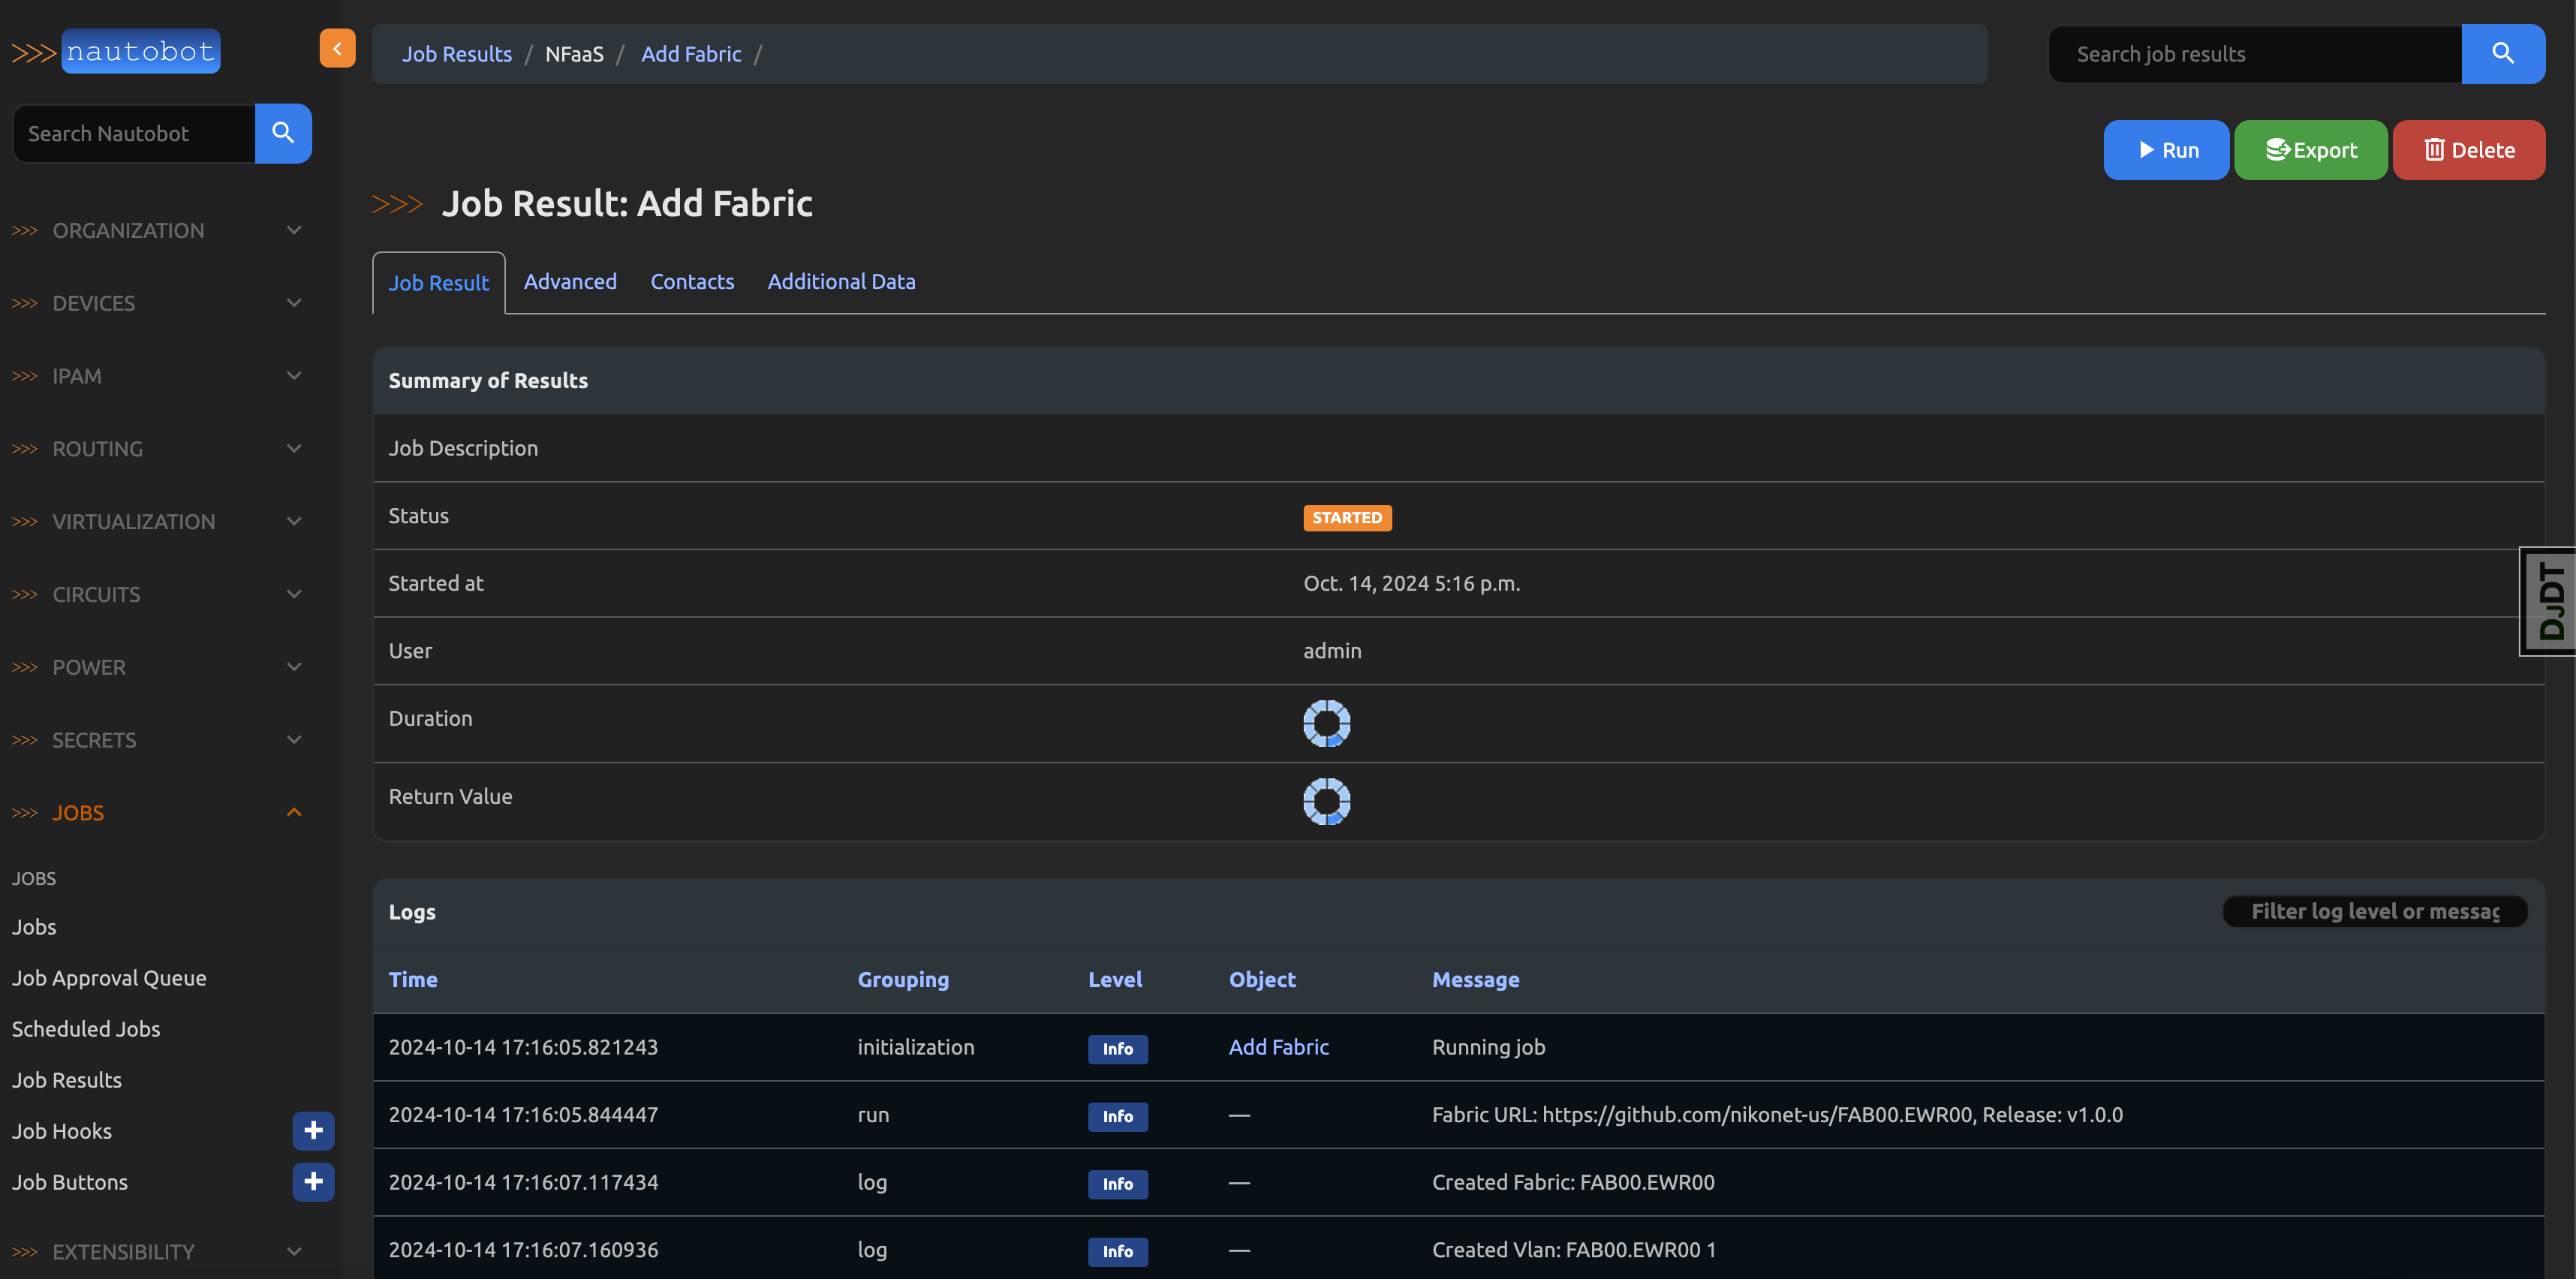 >>> nautobot
Job Results / NFaaS / Add Fabric /
Search job results
Search Nautobot
Run
Export
Delete
>>> Job Result: Add Fabric
Job Result
Advanced
Contacts
Additional Data
>>> ORGANIZATION
>>> DEVICES
>>> IPAM
>>> ROUTING
>>> VIRTUALIZATION
>>> CIRCUITS
>>> POWER
>>> SECRETS
>>> JOBS
JOBS
Jobs
Job Approval Queue
Scheduled Jobs
Job Results
Job Hooks
Job Buttons
>>> EXTENSIBILITY
Summary of Results
Job Description
Status STARTED
Started at Oct. 14, 2024 5:16 p.m.
User admin
Duration
Return Value
DJDT
Logs
Filter log level or messag
Time Grouping Level Object Message
2024-10-14 17:16:05.821243 initialization Info Add Fabric Running job
2024-10-14 17:16:05.844447 run Info — Fabric URL: https://github.com/nikonet-us/FAB00.EWR00, Release: v1.0.0
2024-10-14 17:16:07.117434 log Info — Created Fabric: FAB00.EWR00
2024-10-14 17:16:07.160936 log Info — Created Vlan: FAB00.EWR00 1